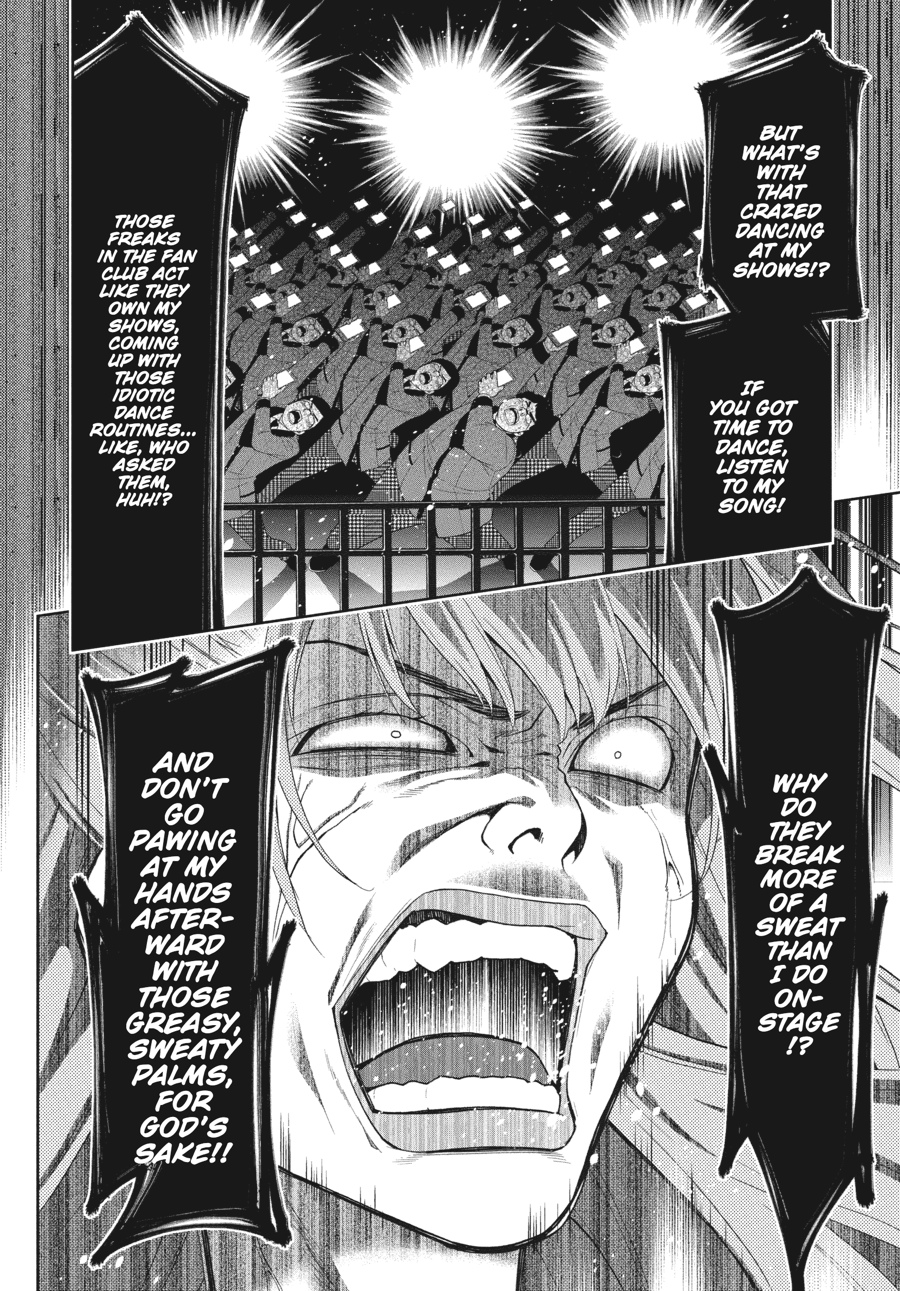 BUT
WHAT'S
WITH
THAT
CRAZED
DANCING
AT MY
SHOWS!?
IF
YOU GOT
TIME TO
DANCE,
LISTEN
TO MY
SONG!
THOSE
FREAKS
IN THE FAN
CLUB ACT
LIKE THEY
OWN MY
SHOWS,
COMING
UP WITH
THOSE
IDIOTIC
DANCE
ROUTINES...
LIKE, WHO
ASKED
THEM,
HUH!?
WHY
DO
THEY
BREAK
MORE
OF A
SWEAT
THAN
I DO
ON-
STAGE
!?
AND
DON'T
GO
PAWING
AT MY
HANDS
AFTER-
WARD
WITH
THOSE
GREASY,
SWEATY
PALMS,
FOR
GOD'S
SAKE!!